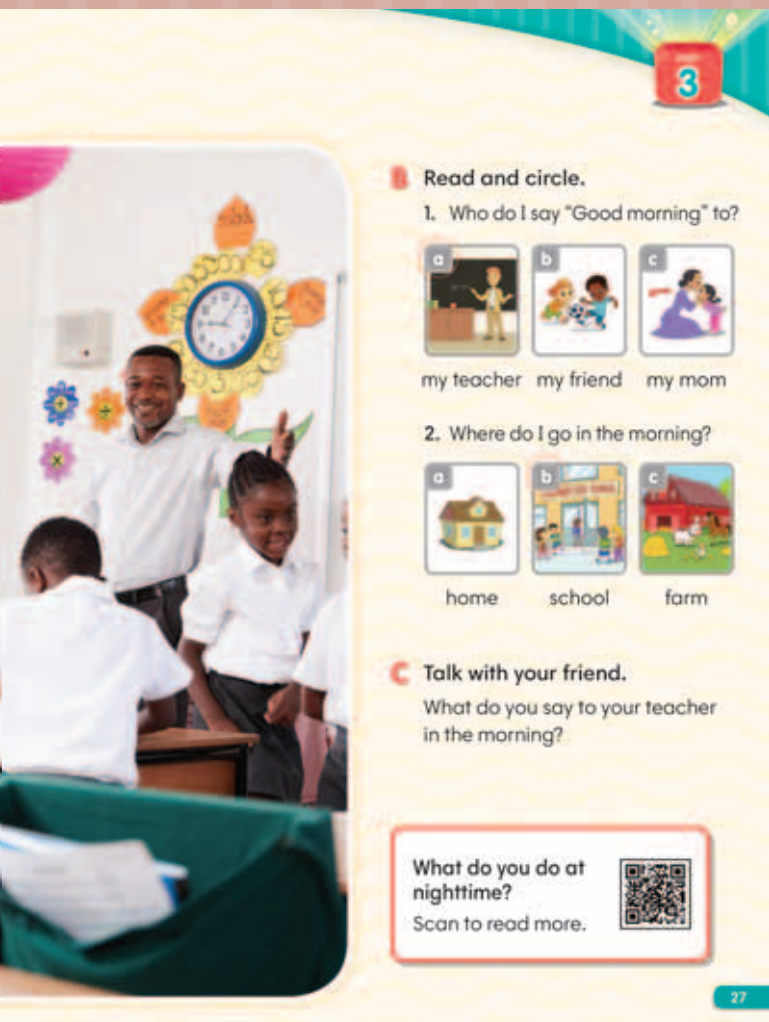 3
B Read and circle.
1. Who do I say "Good morning" to?
a
b
c
my teacher my friend my mom
2. Where do I go in the morning?
a
b
c
home school farm
C Talk with your friend.
What do you say to your teacher
in the morning?
What do you do at
nighttime?
Scan to read more.
27